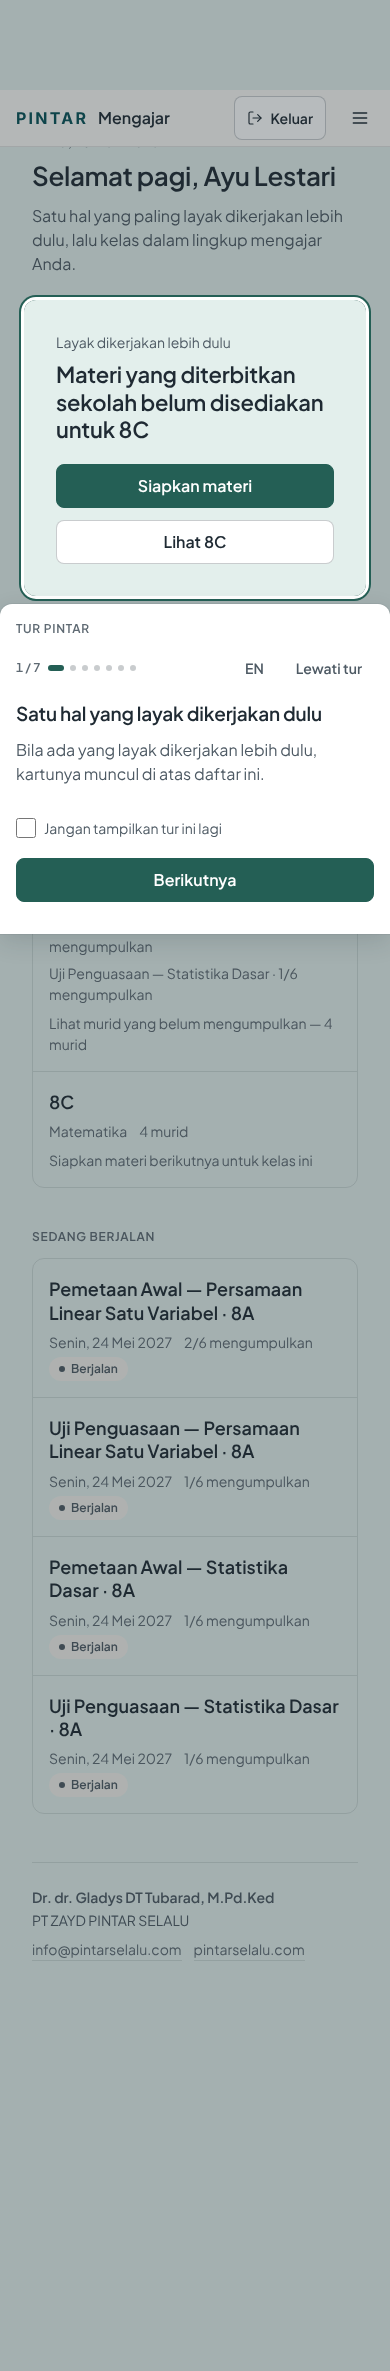 PINTAR Mengajar
Keluar
Selamat pagi, Ayu Lestari
Satu hal yang paling layak dikerjakan lebih
dulu, lalu kelas dalam lingkup mengajar
Anda.
Layak dikerjakan lebih dulu
Materi yang diterbitkan
sekolah belum disediakan
untuk 8C
Siapkan materi
Lihat 8C
TUR PINTAR
1 / 7
EN
Lewati tur
Satu hal yang layak dikerjakan dulu
Bila ada yang layak dikerjakan lebih dulu,
kartunya muncul di atas daftar ini.
Jangan tampilkan tur ini lagi
Berikutnya
mengumpulkan
Uji Penguasaan — Statistika Dasar · 1/6
mengumpulkan
Lihat murid yang belum mengumpulkan — 4
murid
8C
Matematika 4 murid
Siapkan materi berikutnya untuk kelas ini
SEDANG BERJALAN
Pemetaan Awal — Persamaan
Linear Satu Variabel · 8A
Senin, 24 Mei 2027 2/6 mengumpulkan
Berjalan
Uji Penguasaan — Persamaan
Linear Satu Variabel · 8A
Senin, 24 Mei 2027 1/6 mengumpulkan
Berjalan
Pemetaan Awal — Statistika
Dasar · 8A
Senin, 24 Mei 2027 1/6 mengumpulkan
Berjalan
Uji Penguasaan — Statistika Dasar
· 8A
Senin, 24 Mei 2027 1/6 mengumpulkan
Berjalan
Dr. dr. Gladys DT Tubarad, M.Pd.Ked
PT ZAYD PINTAR SELALU
info@pintarselalu.com pintarselalu.com